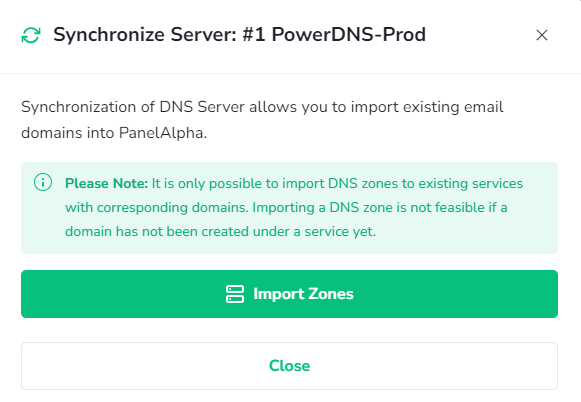 Synchronize Server: #1 PowerDNS-Prod
Synchronization of DNS Server allows you to import existing email
domains into PanelAlpha.
Please Note: It is only possible to import DNS zones to existing services
with corresponding domains. Importing a DNS zone is not feasible if a
domain has not been created under a service yet.
Import Zones
Close